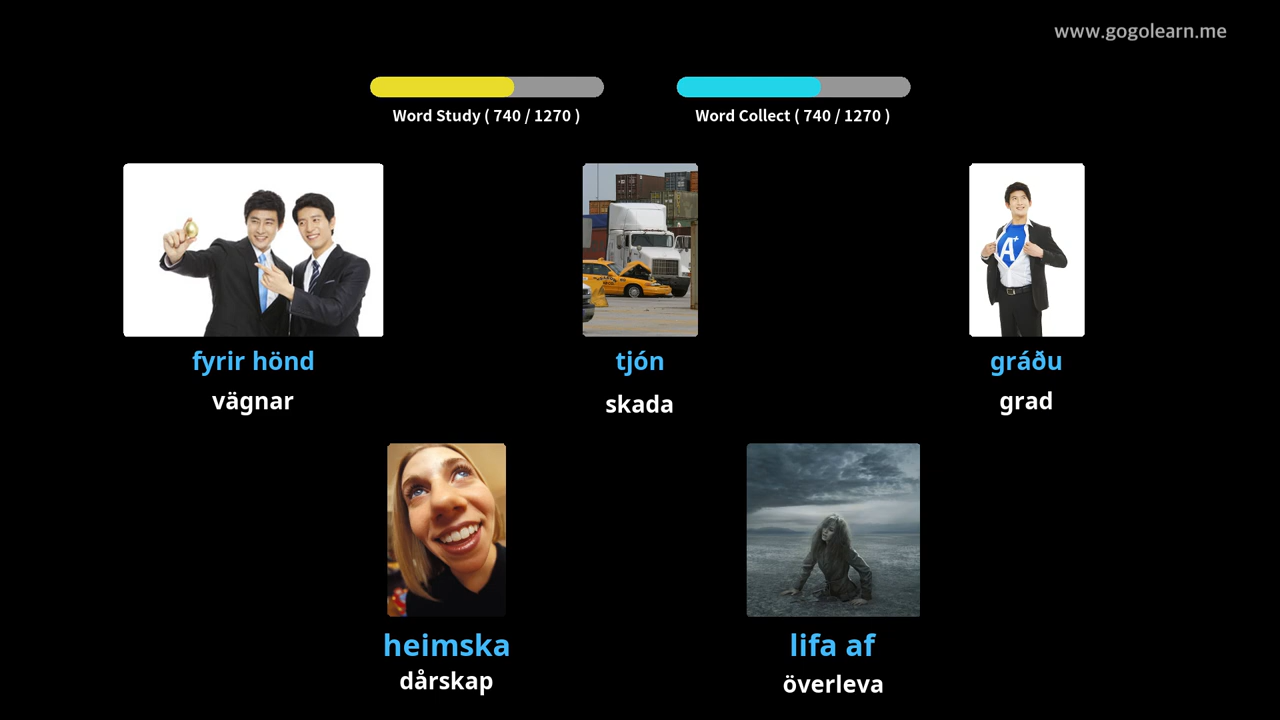 www.gogolearn.me
Word Study ( 740 / 1270 )
Word Collect ( 740 / 1270 )
A+
fyrir hönd
tjón
gráðu
vägnar
skada
grad
heimska
lifa af
dårskap
överleva